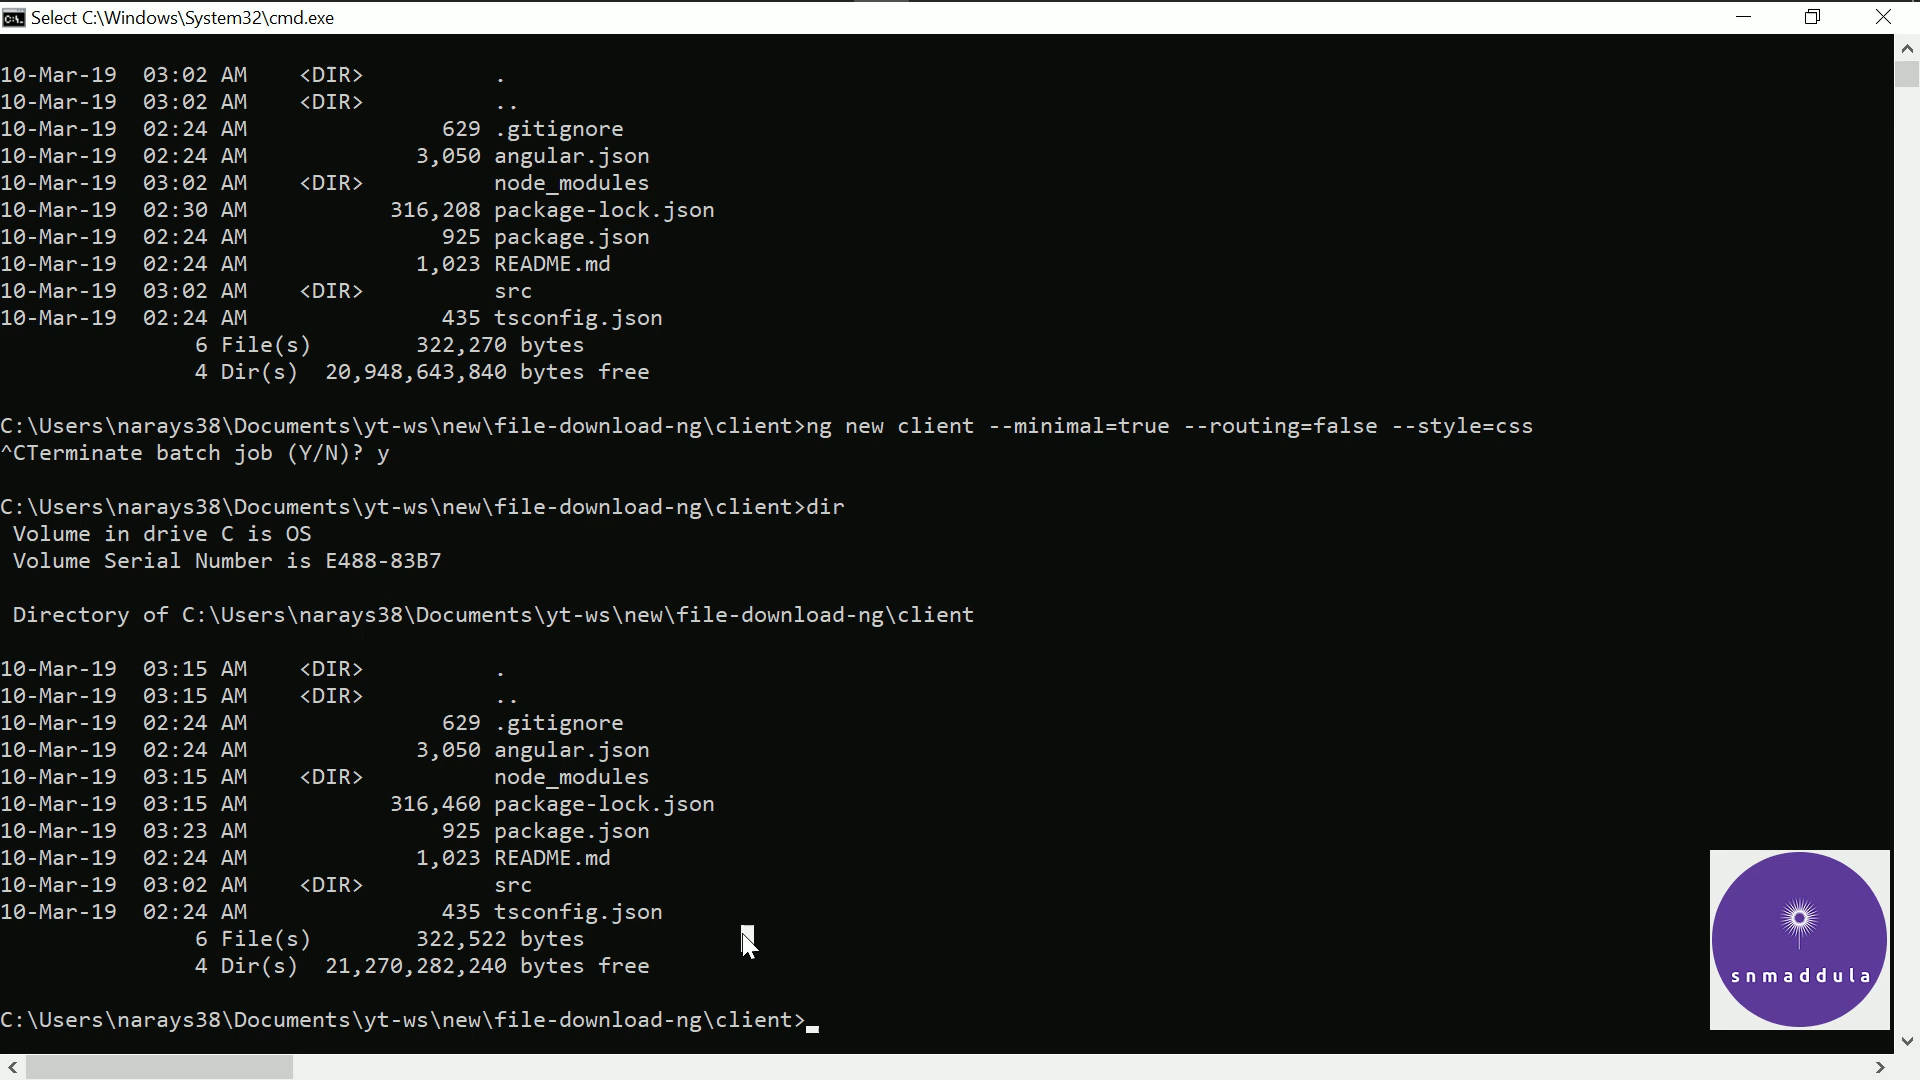 Select C:\Windows\System32\cmd.exe
10-Mar-19  03:02 AM    <DIR>          .
10-Mar-19  03:02 AM    <DIR>          ..
10-Mar-19  02:24 AM               629 .gitignore
10-Mar-19  02:24 AM             3,050 angular.json
10-Mar-19  03:02 AM    <DIR>          node_modules
10-Mar-19  02:30 AM           316,208 package-lock.json
10-Mar-19  02:24 AM               925 package.json
10-Mar-19  02:24 AM             1,023 README.md
10-Mar-19  03:02 AM    <DIR>          src
10-Mar-19  02:24 AM               435 tsconfig.json
               6 File(s)        322,270 bytes
               4 Dir(s)  20,948,643,840 bytes free
C:\Users\narays38\Documents\yt-ws\new\file-download-ng\client>ng new client --minimal=true --routing=false --style=css
^CTerminate batch job (Y/N)? y
C:\Users\narays38\Documents\yt-ws\new\file-download-ng\client>dir
 Volume in drive C is OS
 Volume Serial Number is E488-83B7
 Directory of C:\Users\narays38\Documents\yt-ws\new\file-download-ng\client
10-Mar-19  03:15 AM    <DIR>          .
10-Mar-19  03:15 AM    <DIR>          ..
10-Mar-19  02:24 AM               629 .gitignore
10-Mar-19  02:24 AM             3,050 angular.json
10-Mar-19  03:15 AM    <DIR>          node_modules
10-Mar-19  03:15 AM           316,460 package-lock.json
10-Mar-19  03:23 AM               925 package.json
10-Mar-19  02:24 AM             1,023 README.md
10-Mar-19  03:02 AM    <DIR>          src
10-Mar-19  02:24 AM               435 tsconfig.json
               6 File(s)        322,522 bytes
               4 Dir(s)  21,270,282,240 bytes free
C:\Users\narays38\Documents\yt-ws\new\file-download-ng\client>
snmaddula